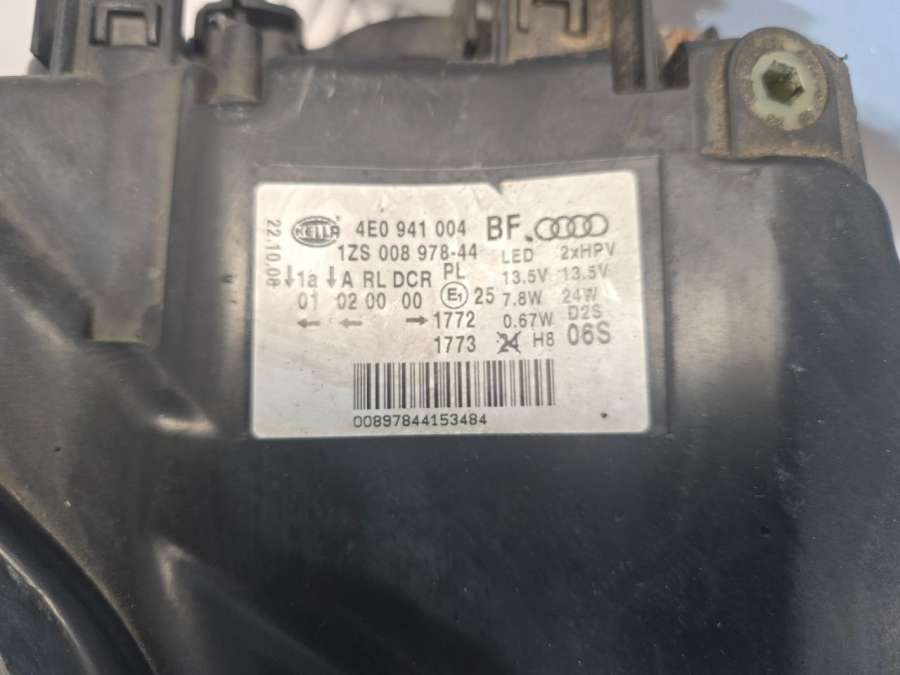 22.10.08
HELLA 4E0 941 004 BF.
1ZS 008 978-44 LED 2xHPV
↓1a ↓A RL DCR PL 13.5V 13.5V
01 02 00 00 E1 25 7.8W 24W
← ← → 1772 0.67W D2S
1773 24 H8 06S
00897844153484